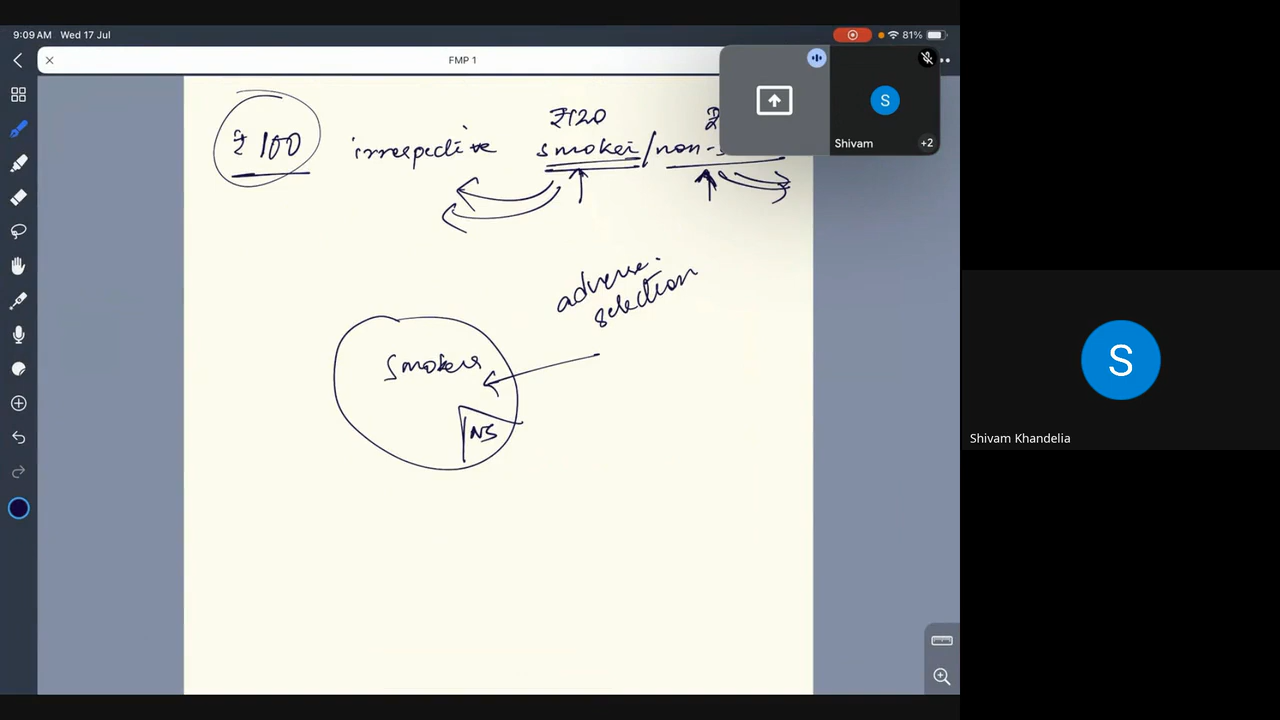 9:09 AM Wed 17 Jul
81%
FMP 1
₹120
₹100 irrespective smoker/non-s
Shivam
+2
adverse
selection
Smokers
NS
S
S
Shivam Khandelia